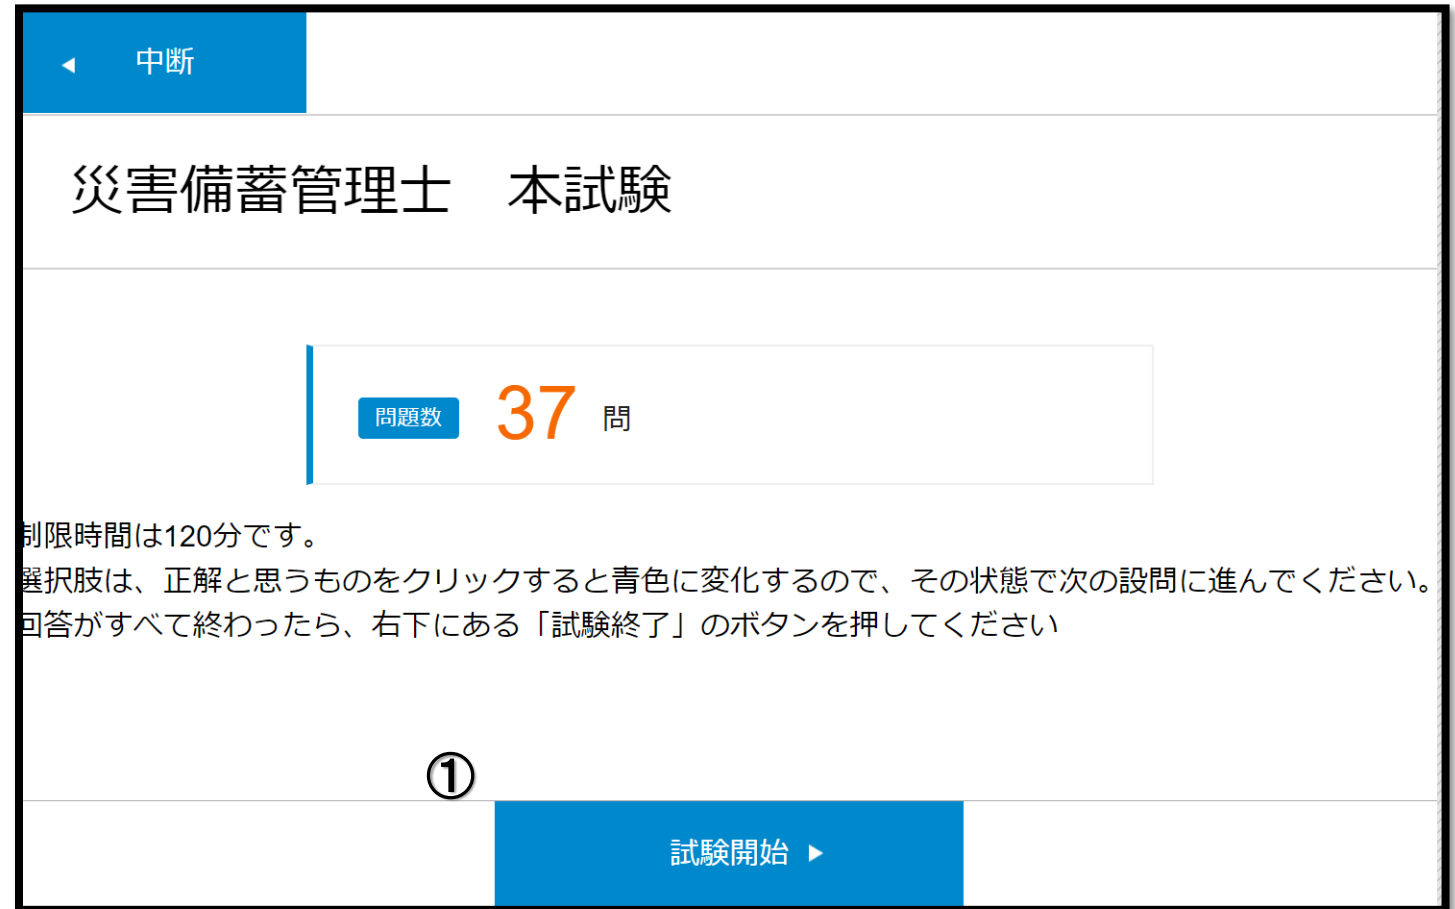 ◀ 中断
災害備蓄管理士　本試験
問題数 37 問
制限時間は120分です。
選択肢は、正解と思うものをクリックすると青色に変化するので、その状態で次の設問に進んでください。
回答がすべて終わったら、右下にある「試験終了」のボタンを押してください
①
試験開始 ▶